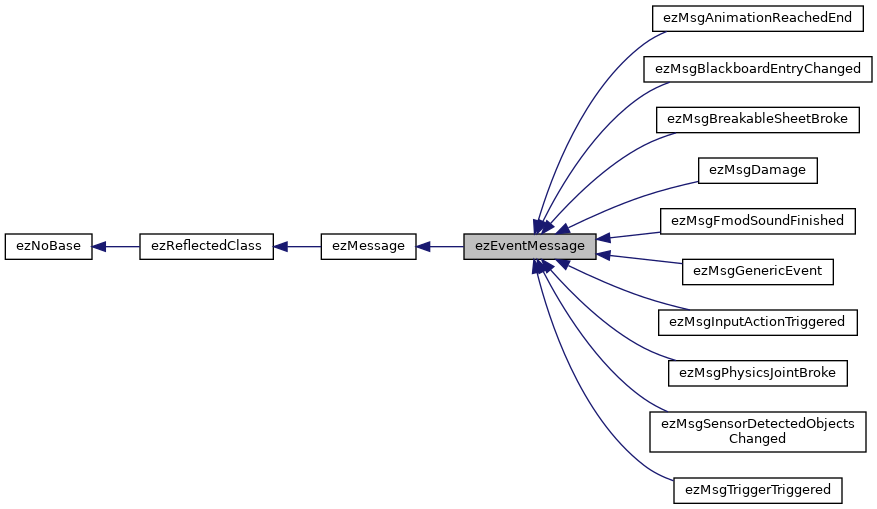 ezMsgAnimationReachedEnd
ezMsgBlackboardEntryChanged
ezMsgBreakableSheetBroke
ezMsgDamage
ezMsgFmodSoundFinished
ezNoBase
ezReflectedClass
ezMessage
ezEventMessage
ezMsgGenericEvent
ezMsgInputActionTriggered
ezMsgPhysicsJointBroke
ezMsgSensorDetectedObjects
Changed
ezMsgTriggerTriggered